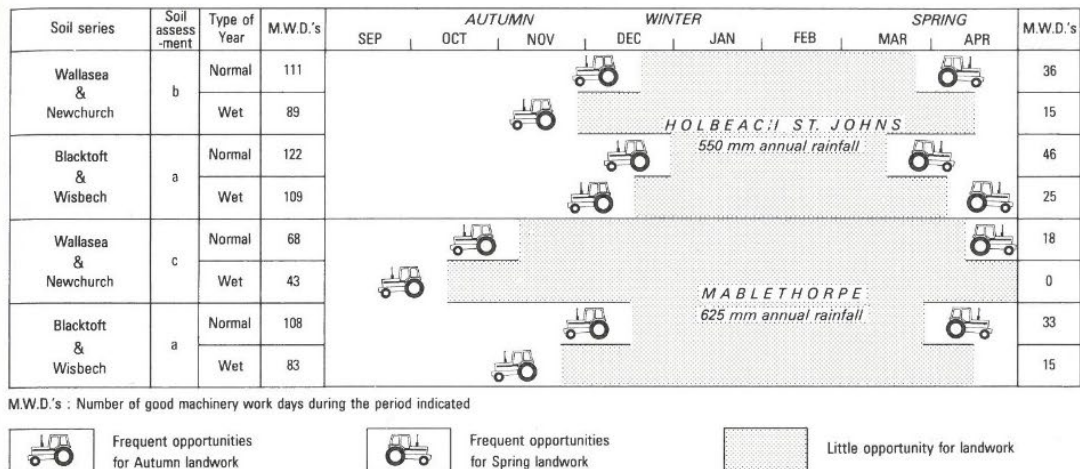 AUTUMN WINTER SPRING
Soil series Soil assess -ment Type of Year M.W.D.'s SEP OCT NOV DEC JAN FEB MAR APR M.W.D.'s
Wallasea & Newchurch b Normal 111 36
Wet 89 15
HOLBEACH ST. JOHNS
550 mm annual rainfall
Blacktoft & Wisbech a Normal 122 46
Wet 109 25
Wallasea & Newchurch c Normal 68 18
Wet 43 0
MABLETHORPE
625 mm annual rainfall
Blacktoft & Wisbech a Normal 108 33
Wet 83 15
M.W.D.'s : Number of good machinery work days during the period indicated
Frequent opportunities for Autumn landwork
Frequent opportunities for Spring landwork
Little opportunity for landwork